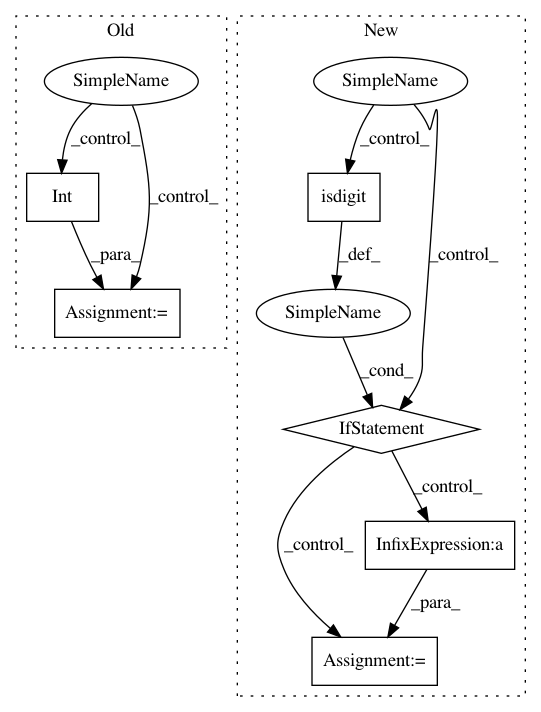 Old
New
SimpleName
SimpleName
_control_
_control_
Int
_control_
isdigit
_control_
_para_
_def_
Assignment:=
SimpleName
_cond_
IfStatement
_control_
_control_
InfixExpression:a
_para_
Assignment:=